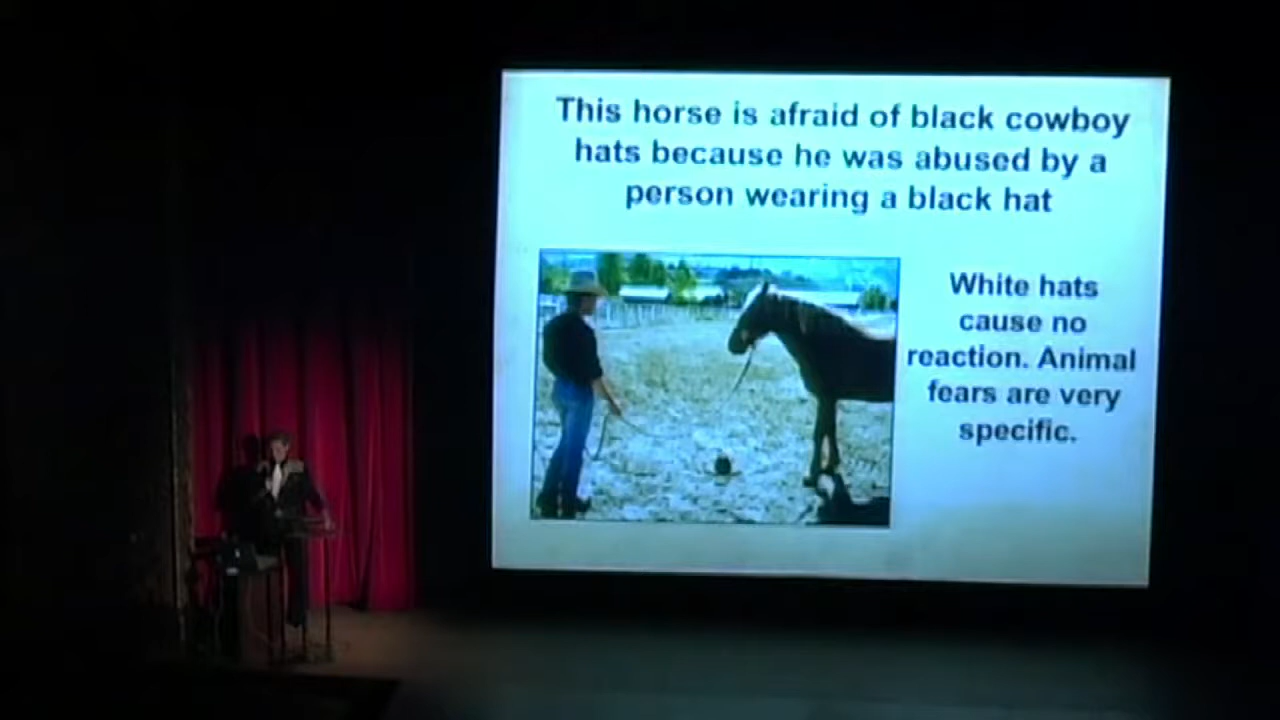 This horse is afraid of black cowboy
hats because he was abused by a
person wearing a black hat
White hats
cause no
reaction. Animal
fears are very
specific.